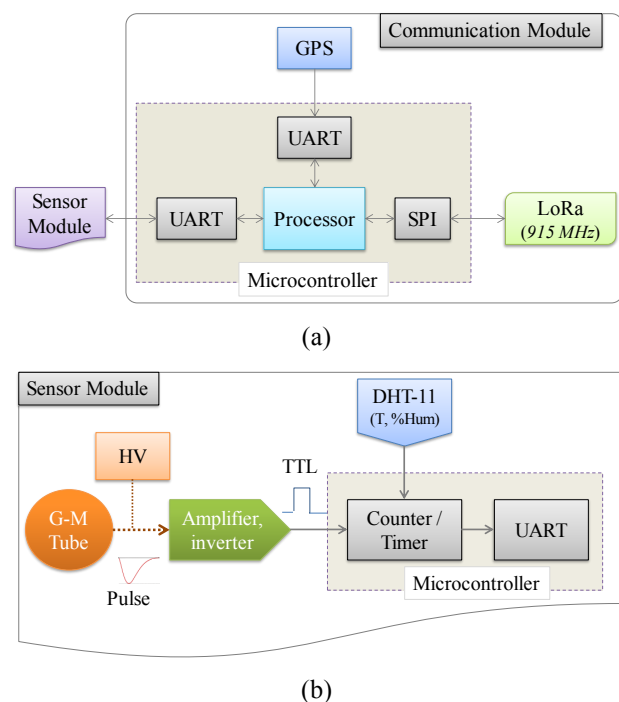 Communication Module
GPS
UART
Sensor
Module
UART
Processor
SPI
LoRa
(915 MHz)
Microcontroller
(a)
Sensor Module
DHT-11
(T, %Hum)
HV
TTL
G-M
Tube
Amplifier,
inverter
Counter /
Timer
UART
Pulse
Microcontroller
(b)